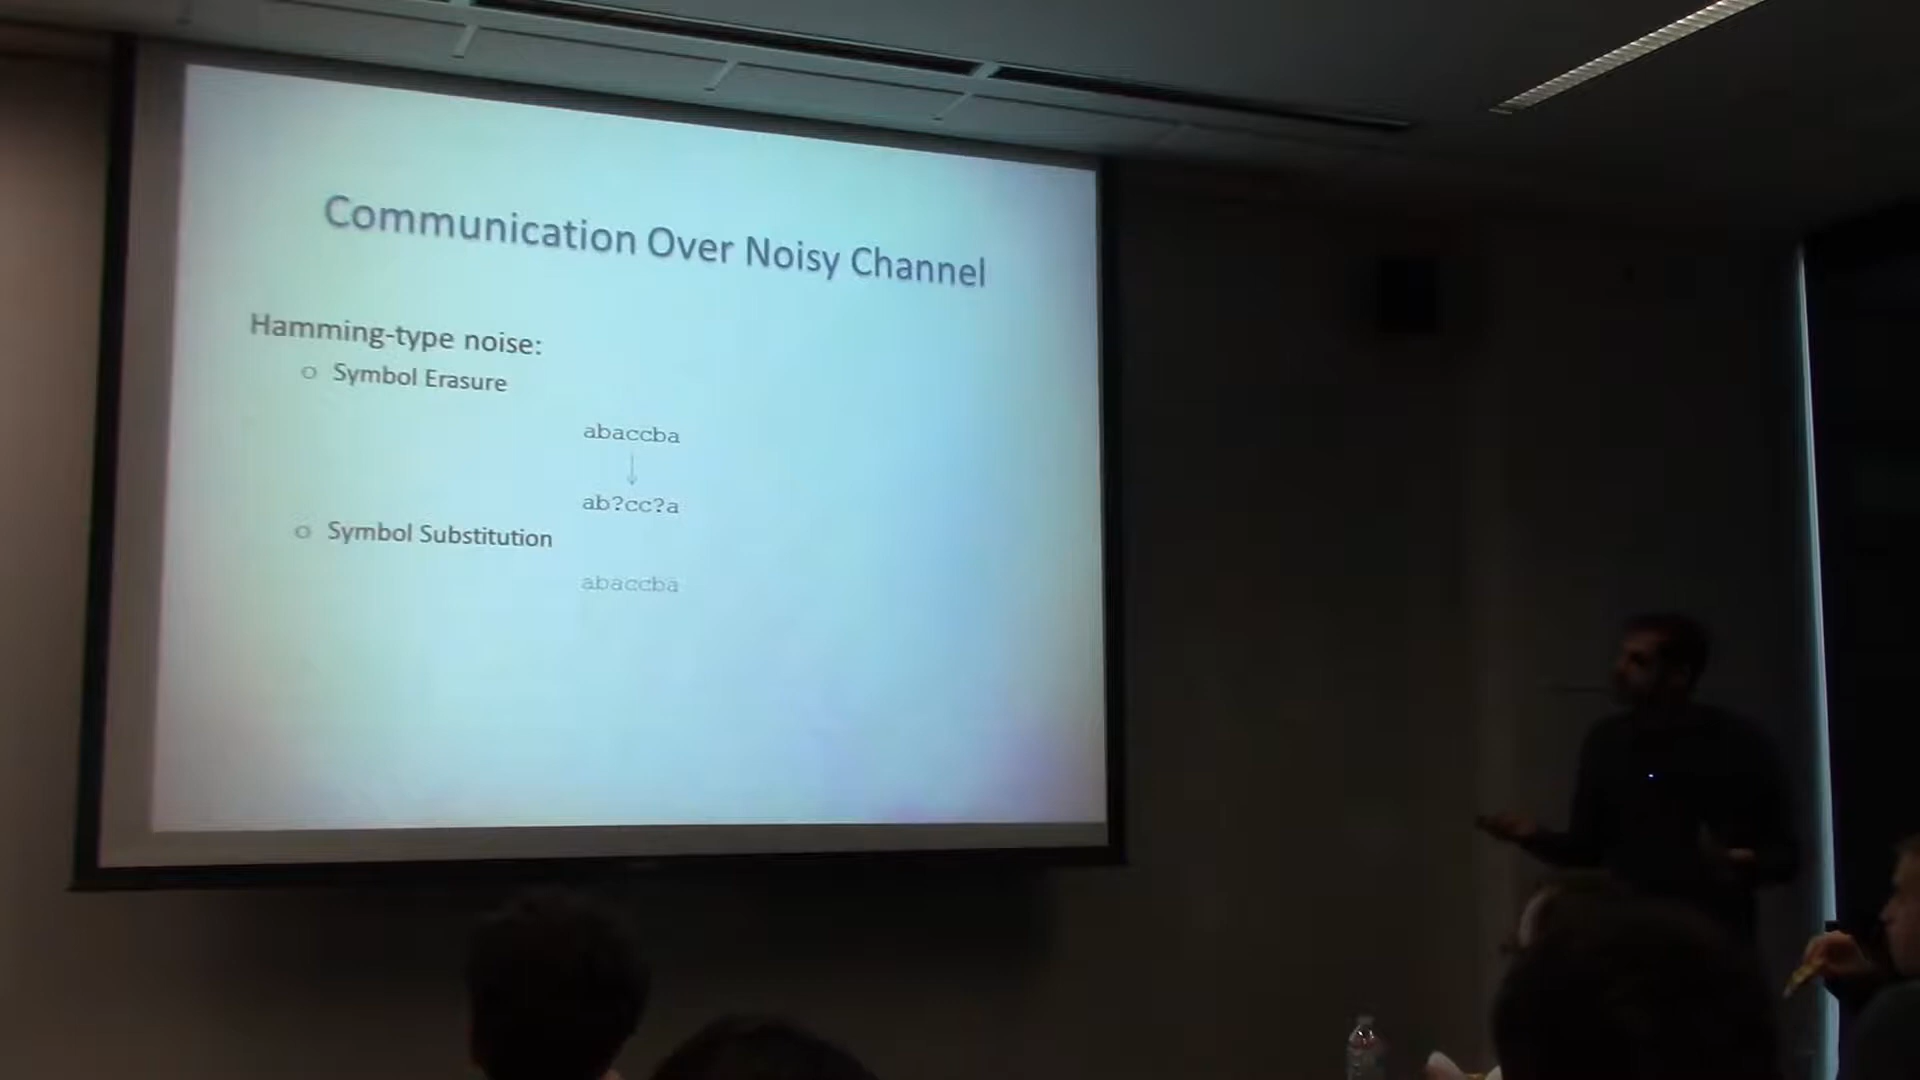 Communication Over Noisy Channel
Hamming-type noise:
o Symbol Erasure
abaccba
↓
ab?cc?a
o Symbol Substitution
abaccba